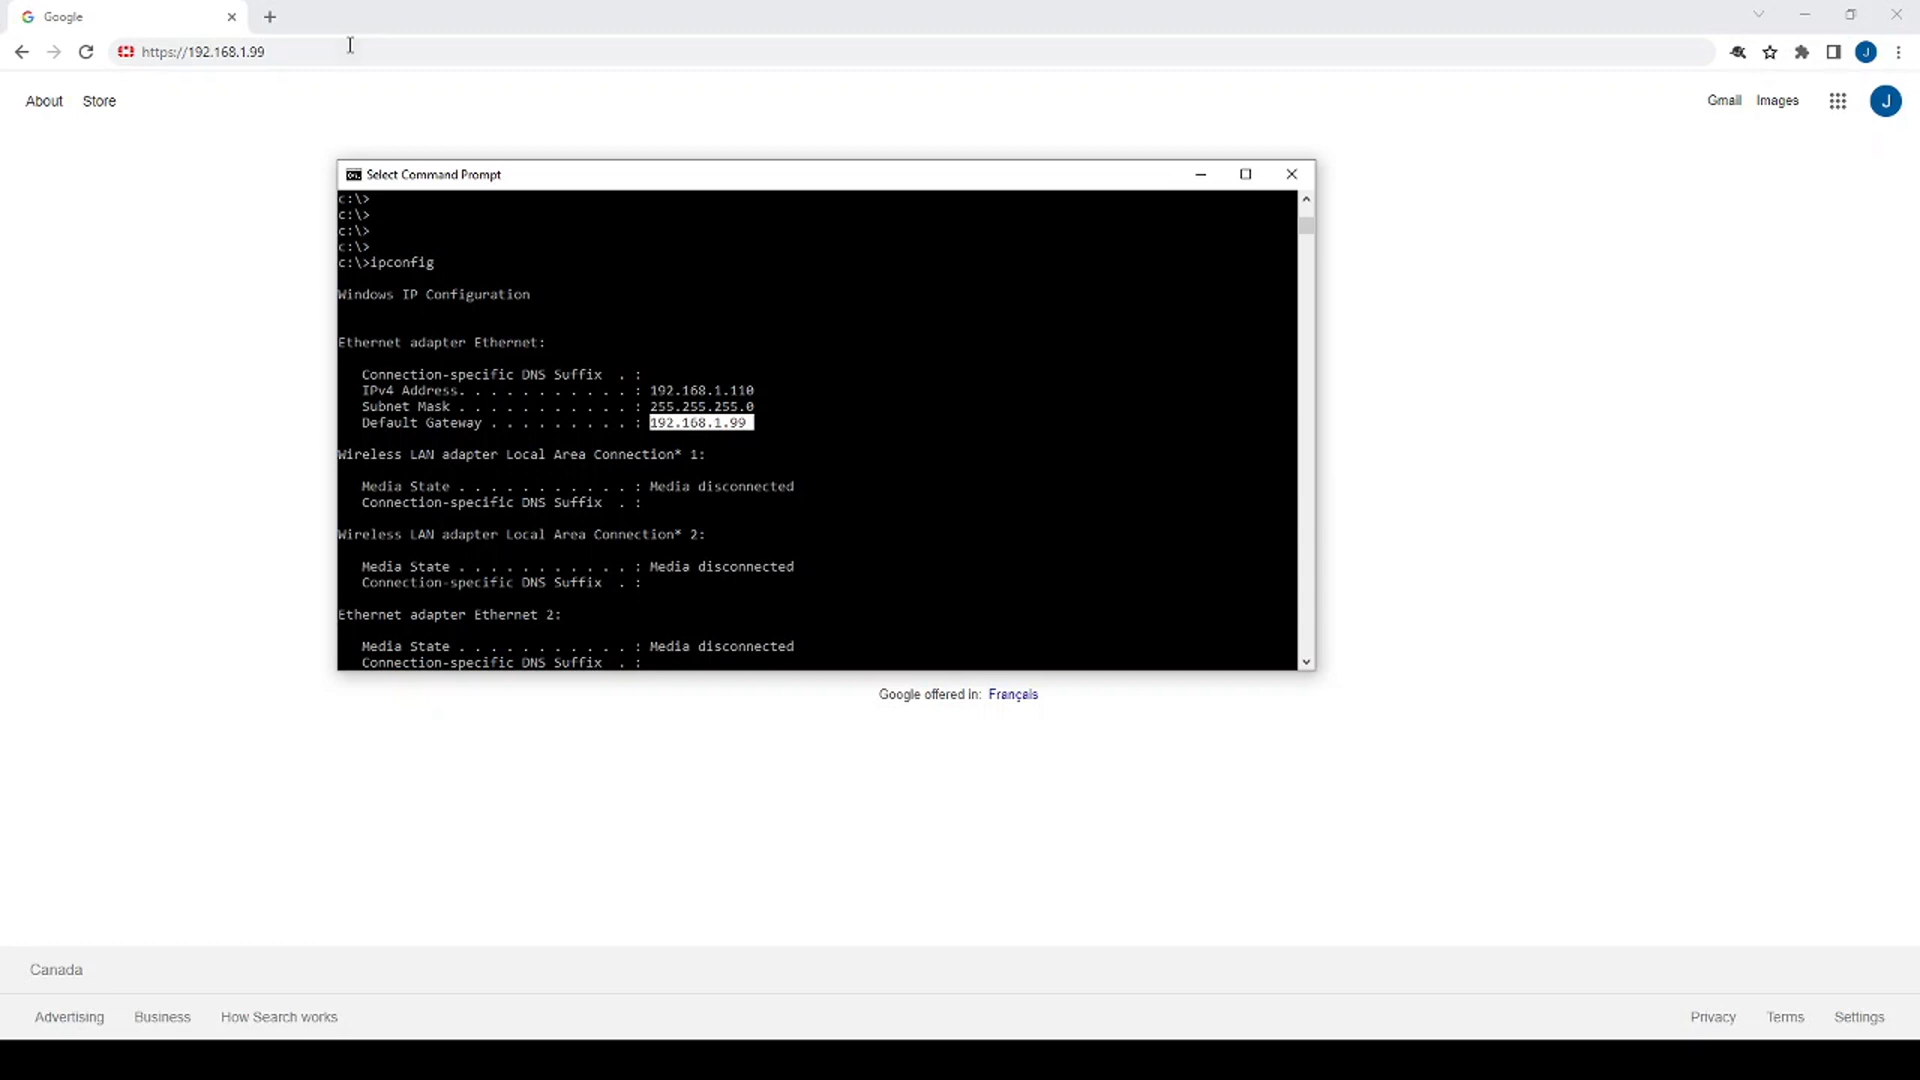 Google
https://192.168.1.99
J
About Store
Gmail Images
J
Select Command Prompt
c:\>
c:\>
c:\>
c:\>
c:\>ipconfig
Windows IP Configuration
Ethernet adapter Ethernet:
Connection-specific DNS Suffix . :
IPv4 Address. . . . . . . . . . . : 192.168.1.110
Subnet Mask . . . . . . . . . . . : 255.255.255.0
Default Gateway . . . . . . . . . : 192.168.1.99
Wireless LAN adapter Local Area Connection* 1:
Media State . . . . . . . . . . . : Media disconnected
Connection-specific DNS Suffix . :
Wireless LAN adapter Local Area Connection* 2:
Media State . . . . . . . . . . . : Media disconnected
Connection-specific DNS Suffix . :
Ethernet adapter Ethernet 2:
Media State . . . . . . . . . . . : Media disconnected
Connection-specific DNS Suffix . :
Google offered in: Français
Canada
Advertising Business How Search works
Privacy Terms Settings